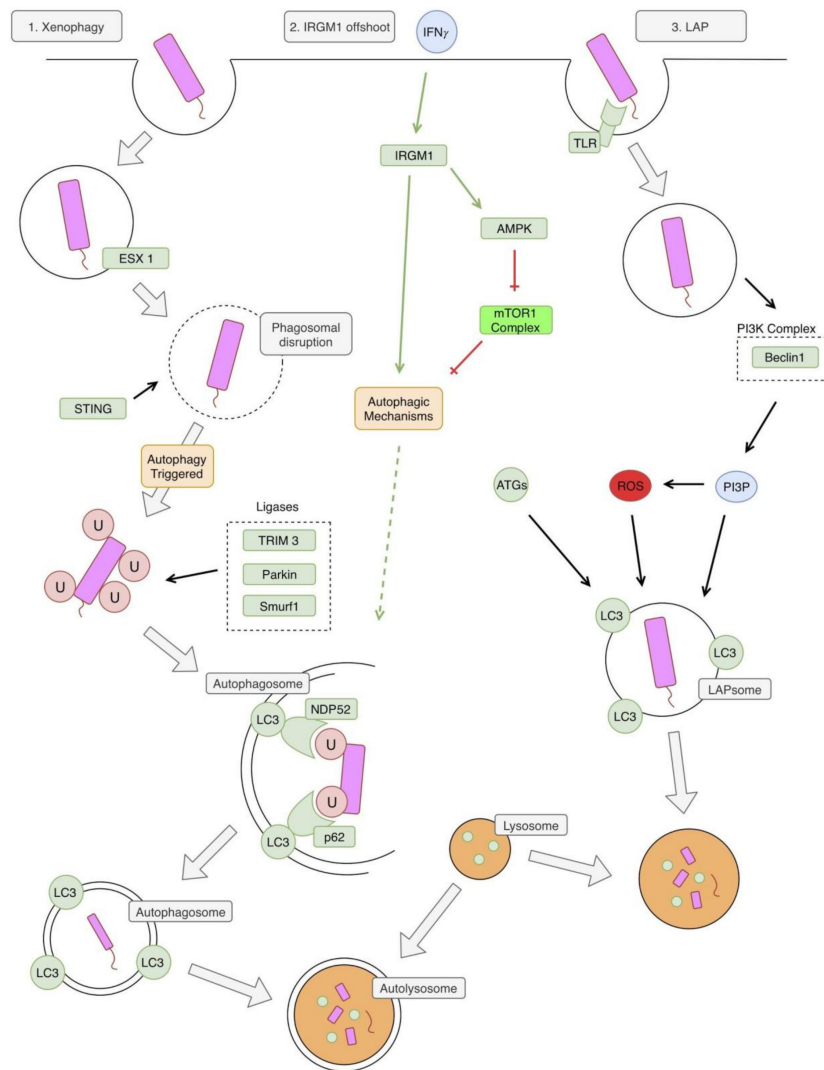 1. Xenophagy
2. IRGM1 offshoot
IFNγ
3. LAP
TLR
IRGM1
ESX 1
AMPK
Phagosomal
disruption
mTOR1
Complex
PI3K Complex
Beclin1
STING
Autophagic
Mechanisms
Autophagy
Triggered
ATGs
ROS
PI3P
Ligases
U
TRIM 3
U
Parkin
U
U
Smurf1
LC3
LC3
LAPsome
LC3
Autophagosome
NDP52
LC3
U
U
p62
LC3
Lysosome
LC3
Autophagosome
LC3
LC3
Autolysosome